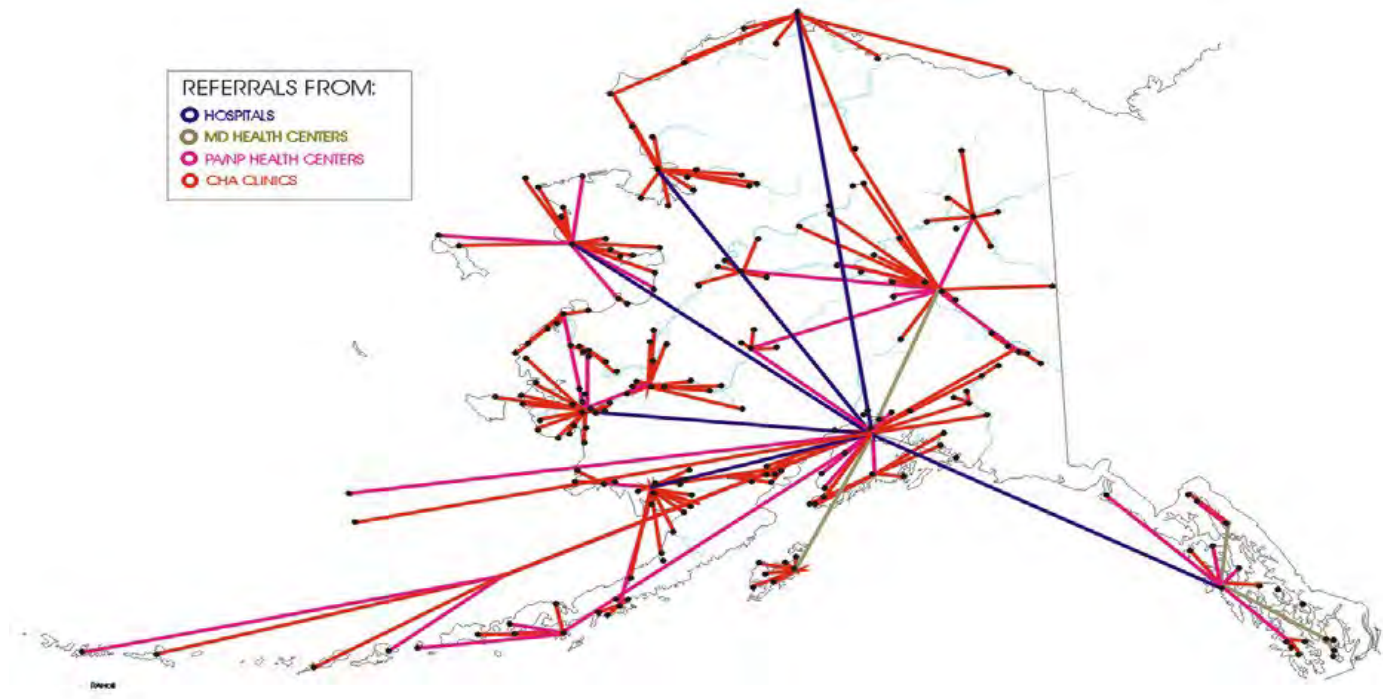 REFERRALS FROM:
HOSPITALS
MD HEALTH CENTERS
PA/NP HEALTH CENTERS
CHA CLINICS